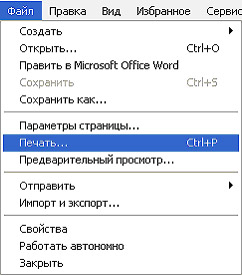 Файл Правка Вид Избранное Сервис
Создать
Открыть... Ctrl+O
Править в Microsoft Office Word
Сохранить Ctrl+S
Сохранить как...
Параметры страницы...
Печать... Ctrl+P
Предварительный просмотр...
Отправить
Импорт и экспорт...
Свойства
Работать автономно
Закрыть